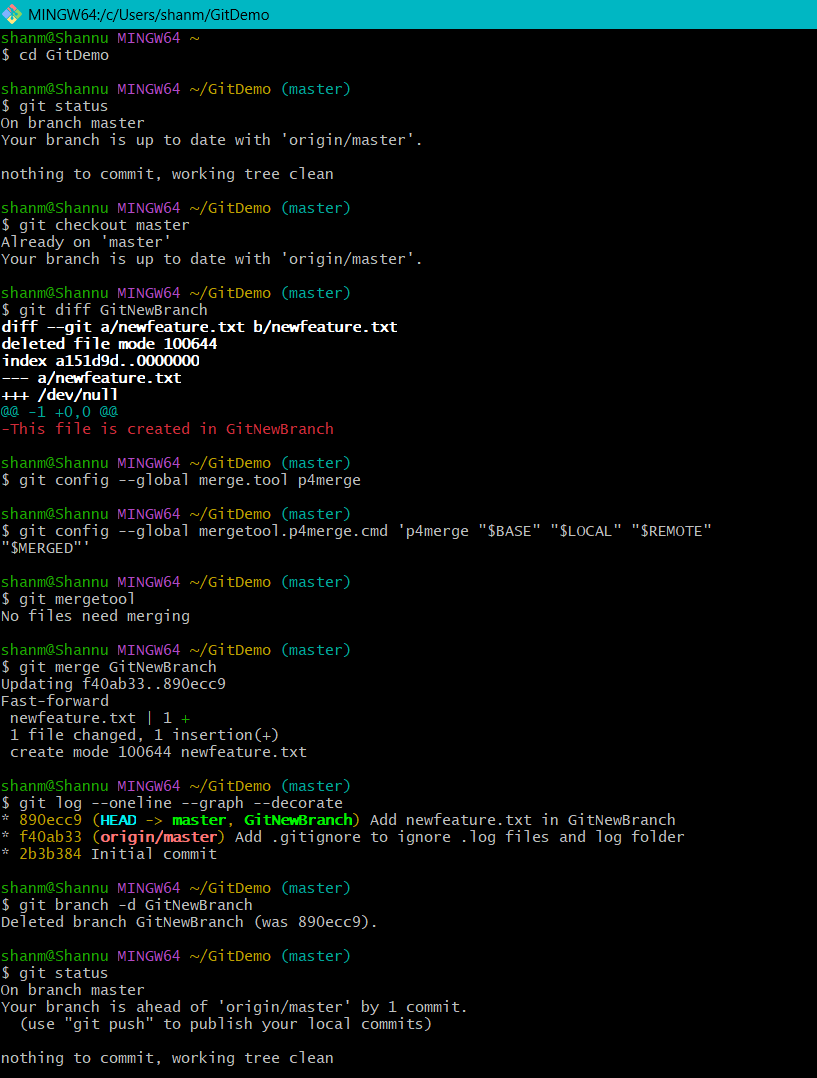 MINGW64:/c/Users/shanm/GitDemo
shanm@Shannu MINGW64 ~
$ cd GitDemo
shanm@Shannu MINGW64 ~/GitDemo (master)
$ git status
On branch master
Your branch is up to date with 'origin/master'.
nothing to commit, working tree clean
shanm@Shannu MINGW64 ~/GitDemo (master)
$ git checkout master
Already on 'master'
Your branch is up to date with 'origin/master'.
shanm@Shannu MINGW64 ~/GitDemo (master)
$ git diff GitNewBranch
diff --git a/newfeature.txt b/newfeature.txt
deleted file mode 100644
index a151d9d..0000000
--- a/newfeature.txt
+++ /dev/null
@@ -1 +0,0 @@
-This file is created in GitNewBranch
shanm@Shannu MINGW64 ~/GitDemo (master)
$ git config --global merge.tool p4merge
shanm@Shannu MINGW64 ~/GitDemo (master)
$ git config --global mergetool.p4merge.cmd 'p4merge "$BASE" "$LOCAL" "$REMOTE"
"$MERGED"'
shanm@Shannu MINGW64 ~/GitDemo (master)
$ git mergetool
No files need merging
shanm@Shannu MINGW64 ~/GitDemo (master)
$ git merge GitNewBranch
Updating f40ab33..890ecc9
Fast-forward
 newfeature.txt | 1 +
 1 file changed, 1 insertion(+)
 create mode 100644 newfeature.txt
shanm@Shannu MINGW64 ~/GitDemo (master)
$ git log --oneline --graph --decorate
* 890ecc9 (HEAD -> master, GitNewBranch) Add newfeature.txt in GitNewBranch
* f40ab33 (origin/master) Add .gitignore to ignore .log files and log folder
* 2b3b384 Initial commit
shanm@Shannu MINGW64 ~/GitDemo (master)
$ git branch -d GitNewBranch
Deleted branch GitNewBranch (was 890ecc9).
shanm@Shannu MINGW64 ~/GitDemo (master)
$ git status
On branch master
Your branch is ahead of 'origin/master' by 1 commit.
  (use "git push" to publish your local commits)
nothing to commit, working tree clean